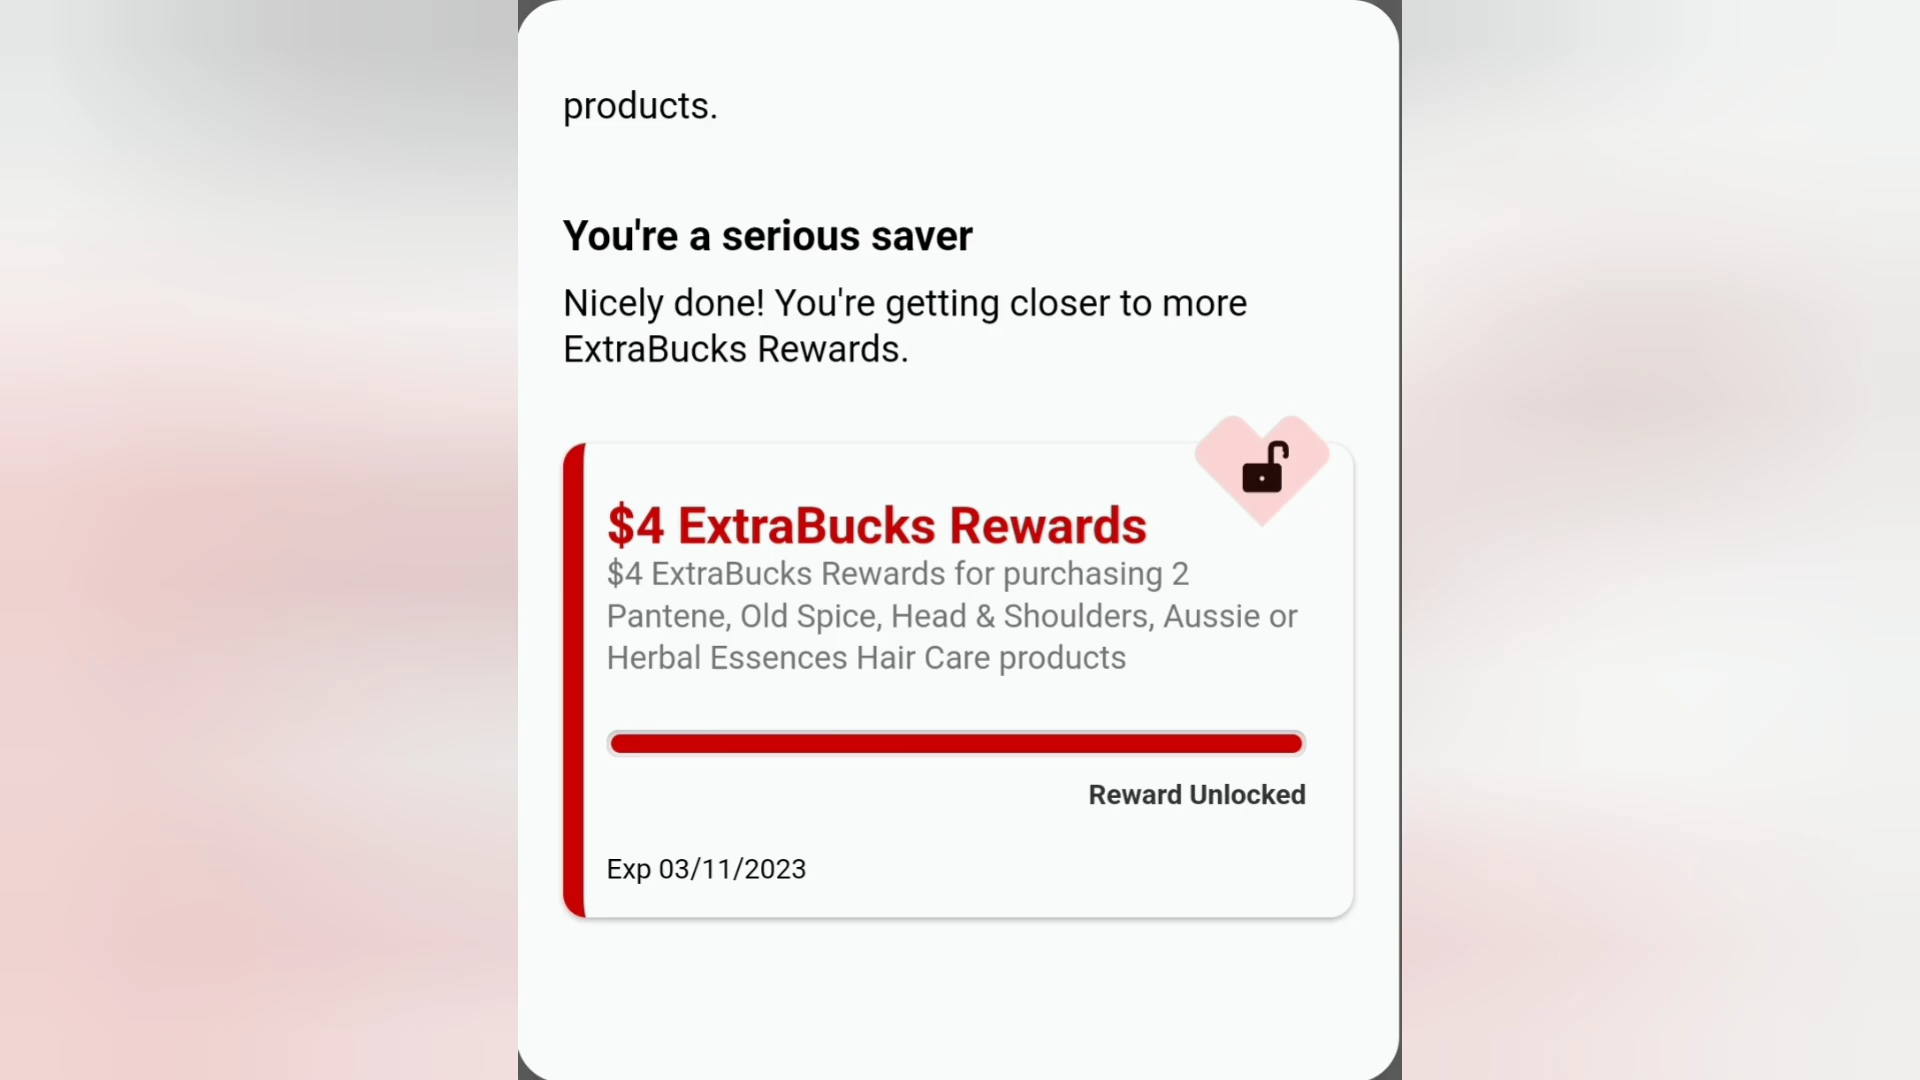 products.
You're a serious saver
Nicely done! You're getting closer to more
ExtraBucks Rewards.
$4 ExtraBucks Rewards
$4 ExtraBucks Rewards for purchasing 2
Pantene, Old Spice, Head & Shoulders, Aussie or
Herbal Essences Hair Care products
Reward Unlocked
Exp 03/11/2023